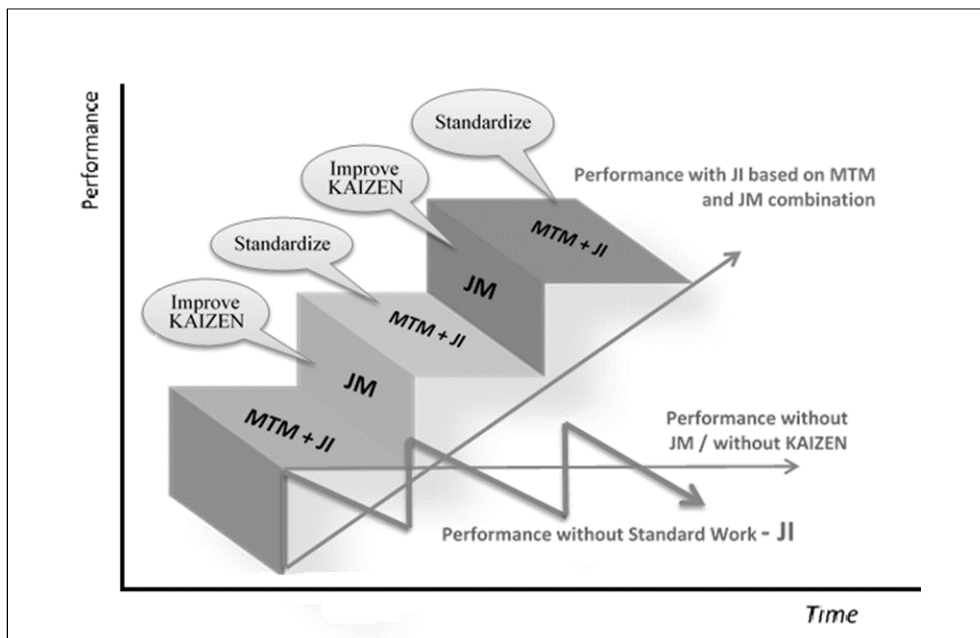 Performance
Standardize
Improve
KAIZEN
Performance with JI based on MTM
and JM combination
MTM + JI
Standardize
JM
Improve
KAIZEN
MTM + JI
JM
MTM + JI
Performance without
JM / without KAIZEN
Performance without Standard Work - JI
Time